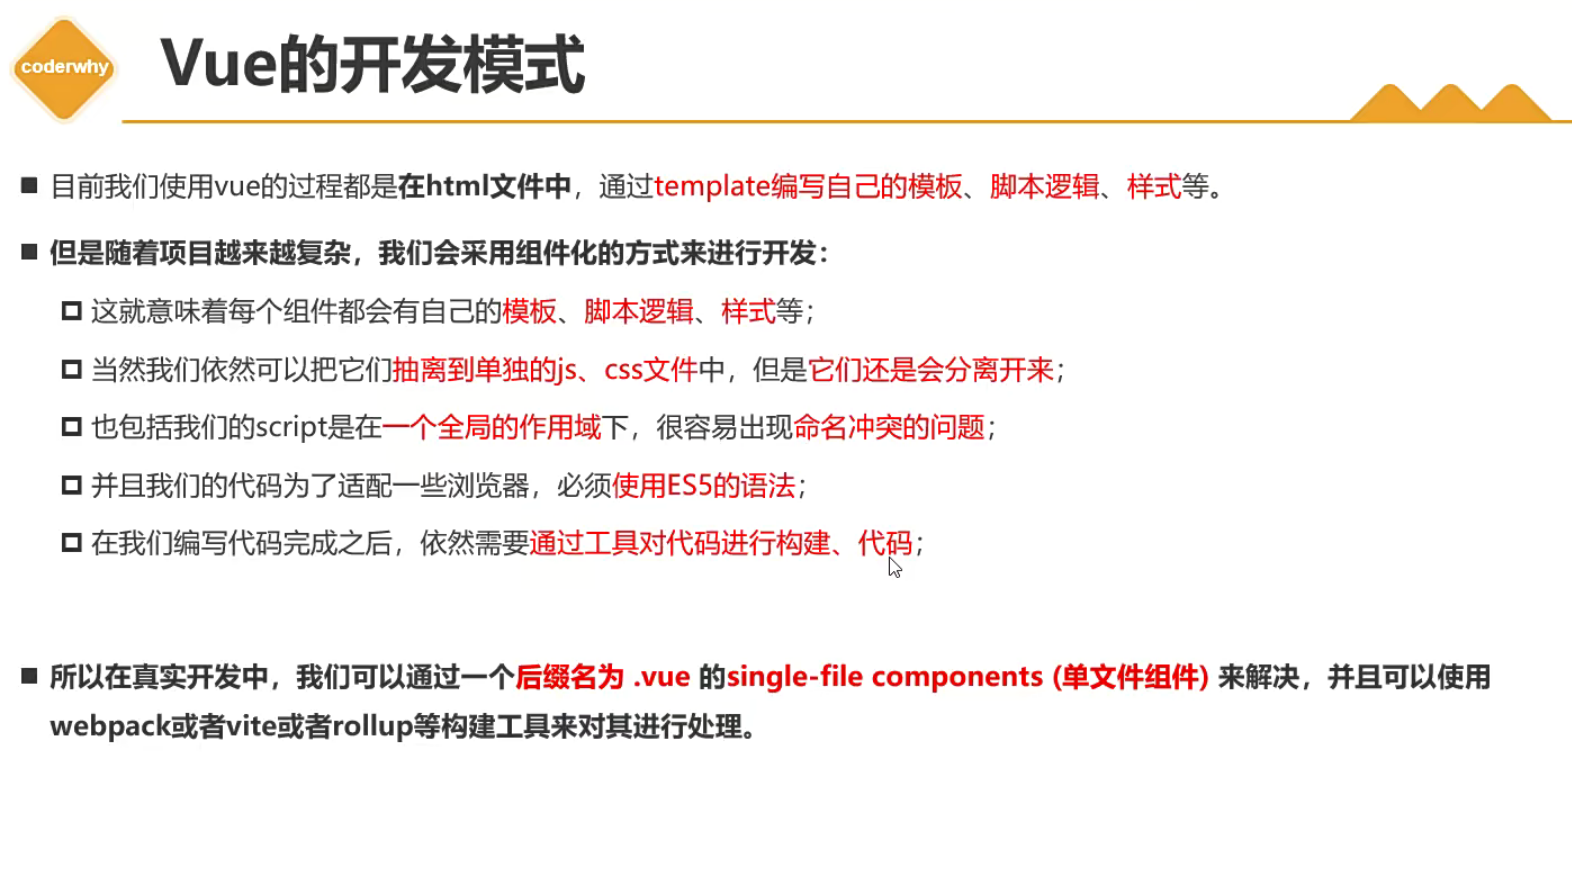 coderwhy
Vue的开发模式
目前我们使用vue的过程都是在html文件中，通过template编写自己的模板、脚本逻辑、样式等。
但是随着项目越来越复杂，我们会采用组件化的方式来进行开发：
这就意味着每个组件都会有自己的模板、脚本逻辑、样式等；
当然我们依然可以把它们抽离到单独的js、css文件中，但是它们还是会分离开来；
也包括我们的script是在一个全局的作用域下，很容易出现命名冲突的问题；
并且我们的代码为了适配一些浏览器，必须使用ES5的语法；
在我们编写代码完成之后，依然需要通过工具对代码进行构建、代码；
所以在真实开发中，我们可以通过一个后缀名为 .vue 的single-file components (单文件组件) 来解决，并且可以使用
webpack或者vite或者rollup等构建工具来对其进行处理。